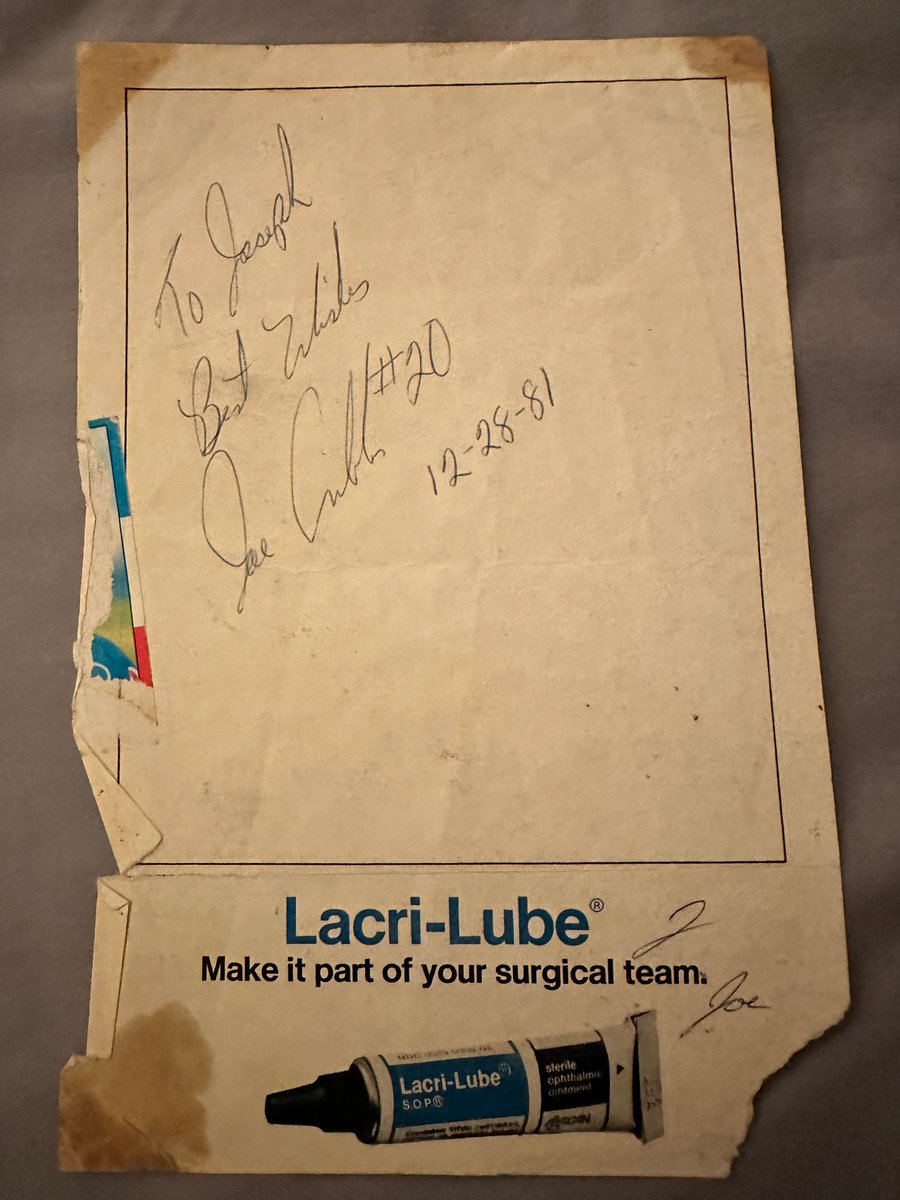 To Joseph
Best Wishes
Joe Cribbs #20
12-28-81
Lacri-Lube®
Make it part of your surgical team.
J
Joe
Lacri-Lube®
S.O.P.®
sterile
ophthalmic
ointment